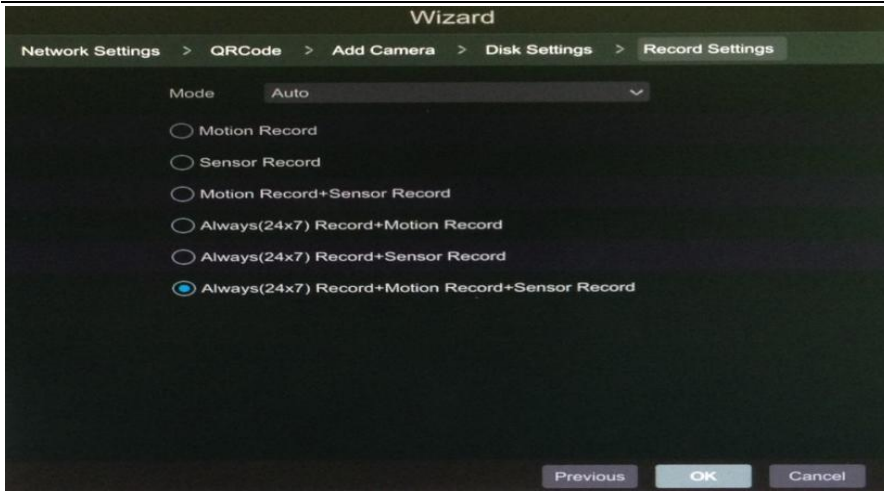 Wizard
Network Settings > QRCode > Add Camera > Disk Settings > Record Settings
Mode Auto
Motion Record
Sensor Record
Motion Record+Sensor Record
Always(24x7) Record+Motion Record
Always(24x7) Record+Sensor Record
Always(24x7) Record+Motion Record+Sensor Record
Previous OK Cancel